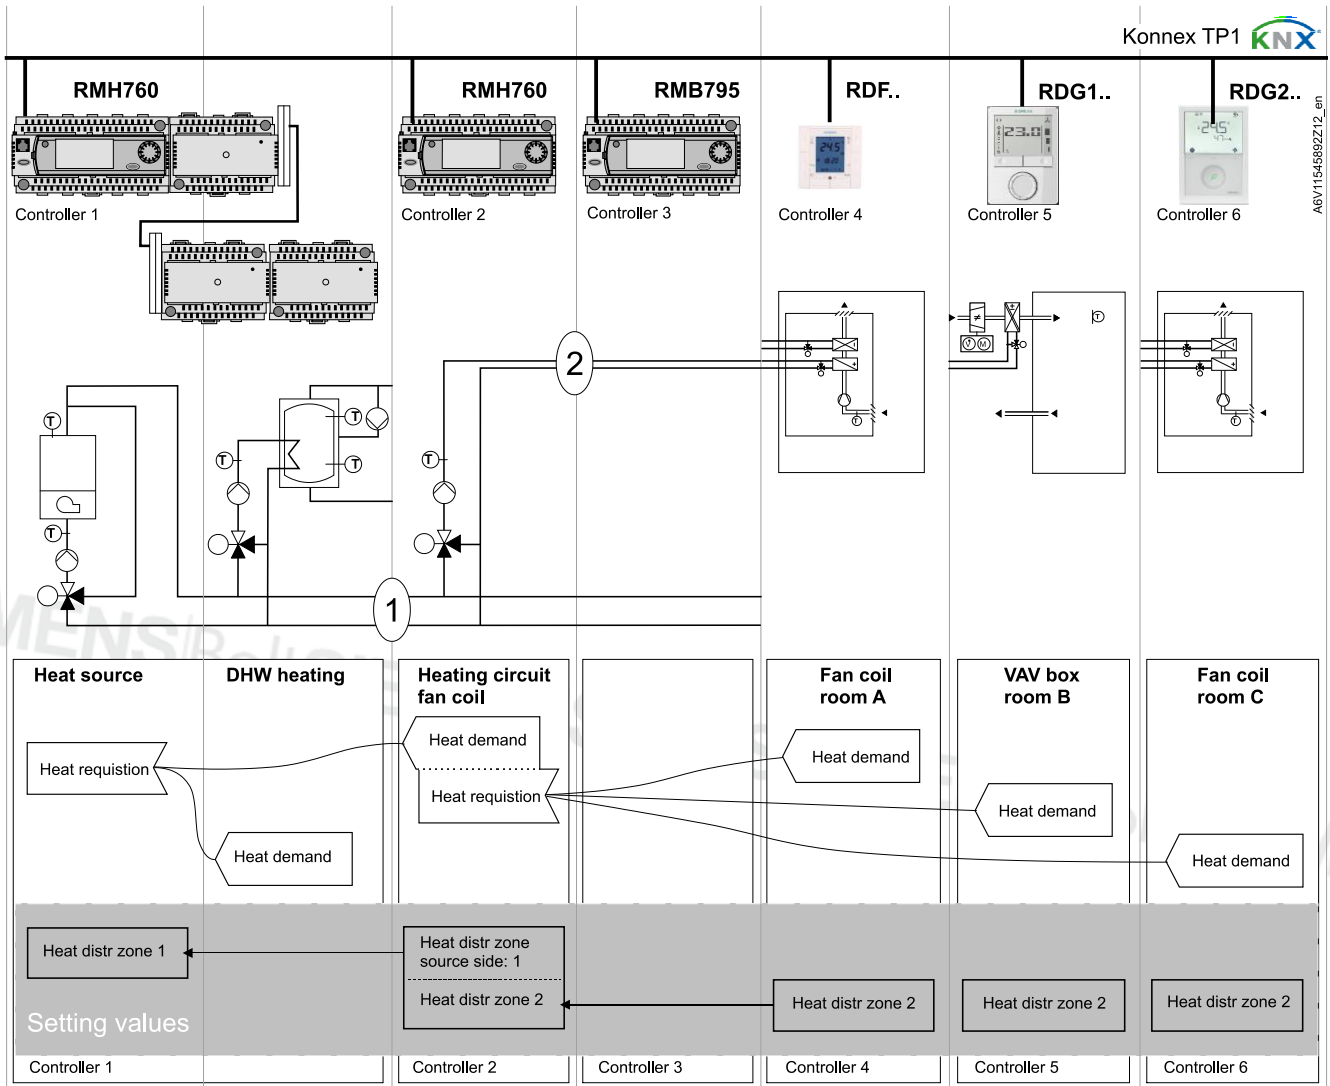 Konnex TP1 KNX
RMH760
RMH760
RMB795
RDF..
RDG1..
RDG2..
A6V11545892Z12_en
Controller 1
Controller 2
Controller 3
Controller 4
Controller 5
Controller 6
2
T
T
T
T
T
T
1
Heat source
DHW heating
Heating circuit
fan coil
Fan coil
room A
VAV box
room B
Fan coil
room C
Heat demand
Heat requistion
Heat demand
Heat requistion
Heat demand
Heat demand
Heat demand
Heat distr zone 1
Heat distr zone
source side: 1
Heat distr zone 2
Heat distr zone 2
Heat distr zone 2
Heat distr zone 2
Setting values
Controller 1
Controller 2
Controller 3
Controller 4
Controller 5
Controller 6